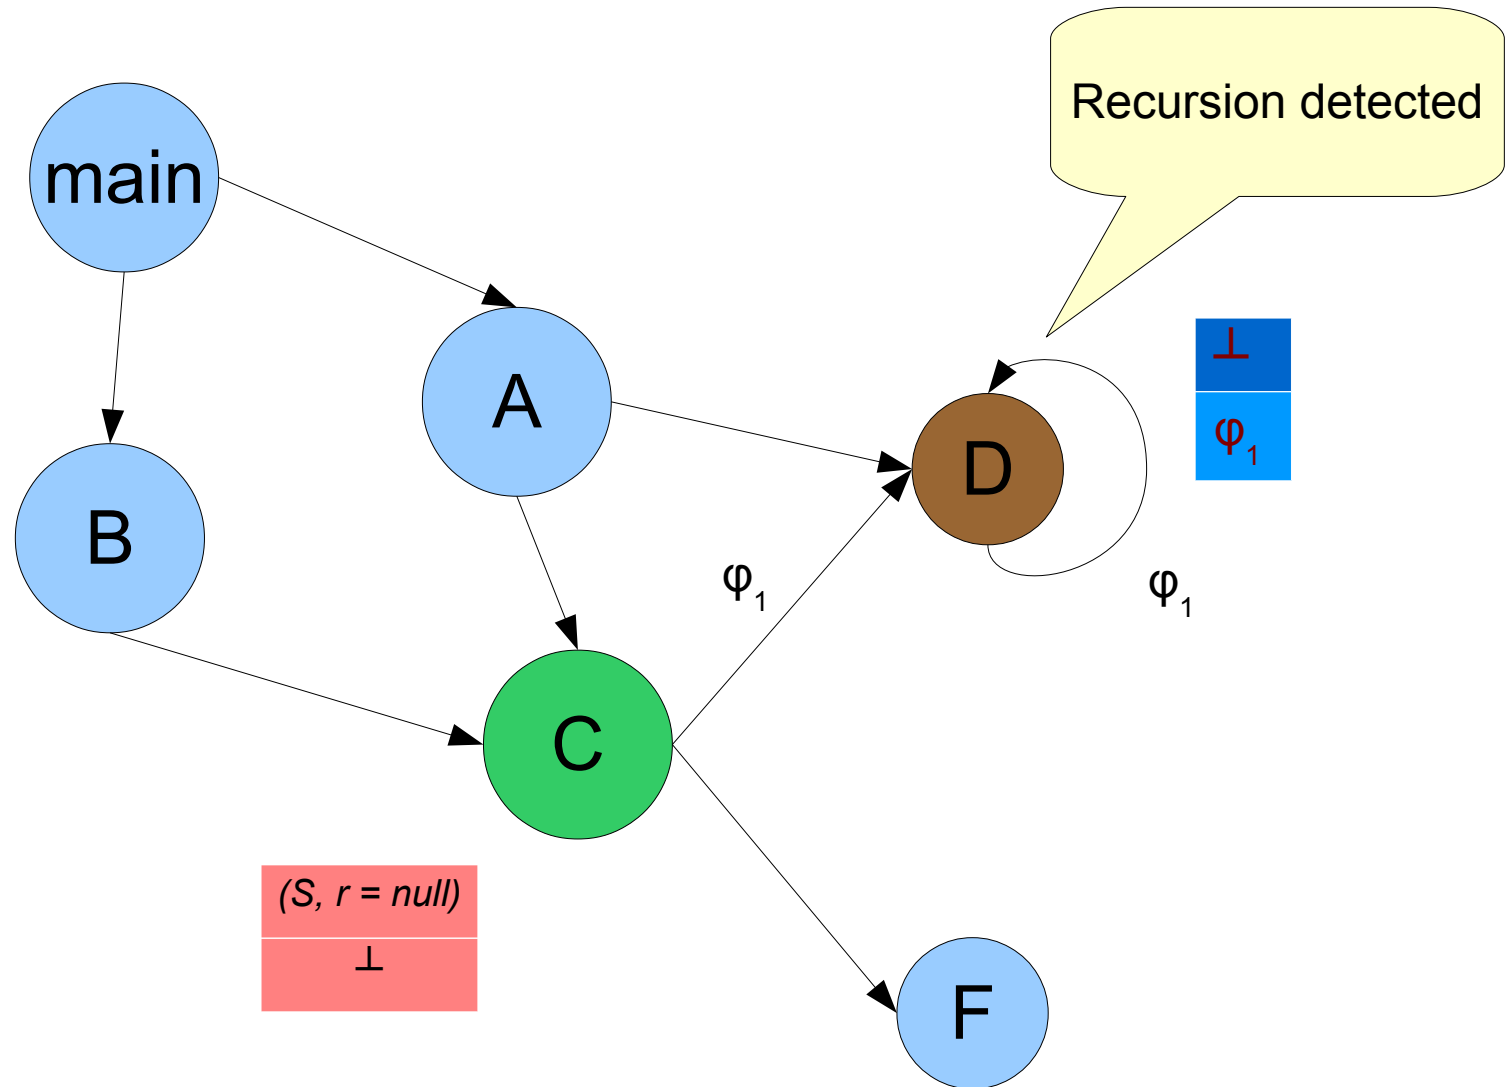 Recursion detected
main
⊥
A
φ₁
D
B
φ₁
φ₁
C
(S, r = null)
⊥
F